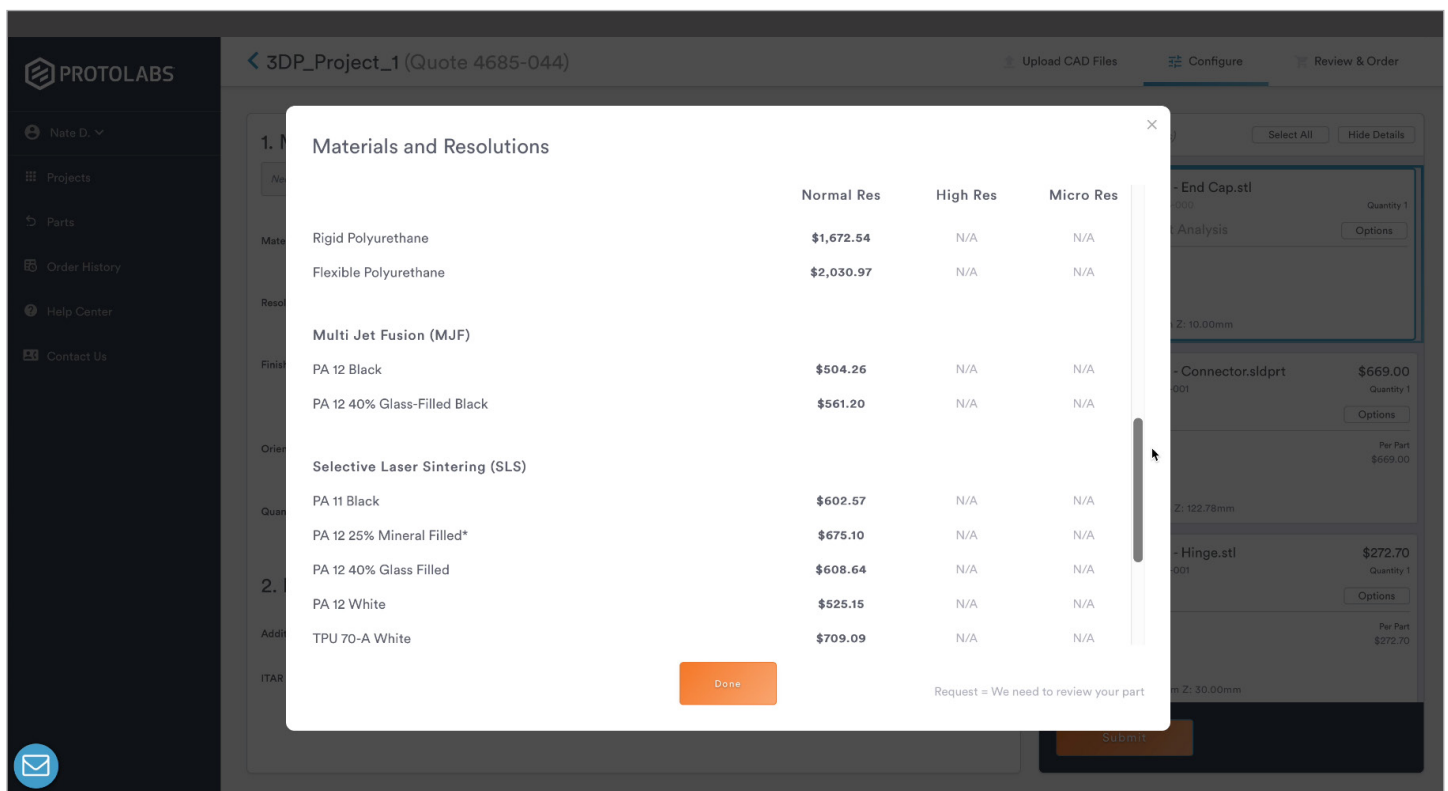 PROTOLABS
3DP_Project_1 (Quote 4685-044)
Upload CAD Files
Configure
Review & Order
Nate D.
Projects
Parts
Order History
Help Center
Contact Us
1.
Select All
Hide Details
Materials and Resolutions
Normal Res High Res Micro Res
Rigid Polyurethane $1,672.54 N/A N/A
Flexible Polyurethane $2,030.97 N/A N/A
Multi Jet Fusion (MJF)
PA 12 Black $504.26 N/A N/A
PA 12 40% Glass-Filled Black $561.20 N/A N/A
Selective Laser Sintering (SLS)
PA 11 Black $602.57 N/A N/A
PA 12 25% Mineral Filled* $675.10 N/A N/A
PA 12 40% Glass Filled $608.64 N/A N/A
PA 12 White $525.15 N/A N/A
TPU 70-A White $709.09 N/A N/A
Done
Request = We need to review your part
2.
ITAR
- End Cap.stl
Quantity 1
Analysis
Options
Z: 10.00mm
- Connector.sldprt $669.00
-001 Quantity 1
Options
Per Part
$669.00
Z: 122.78mm
- Hinge.stl $272.70
-001 Quantity 1
Options
Per Part
$272.70
m Z: 30.00mm
Submit